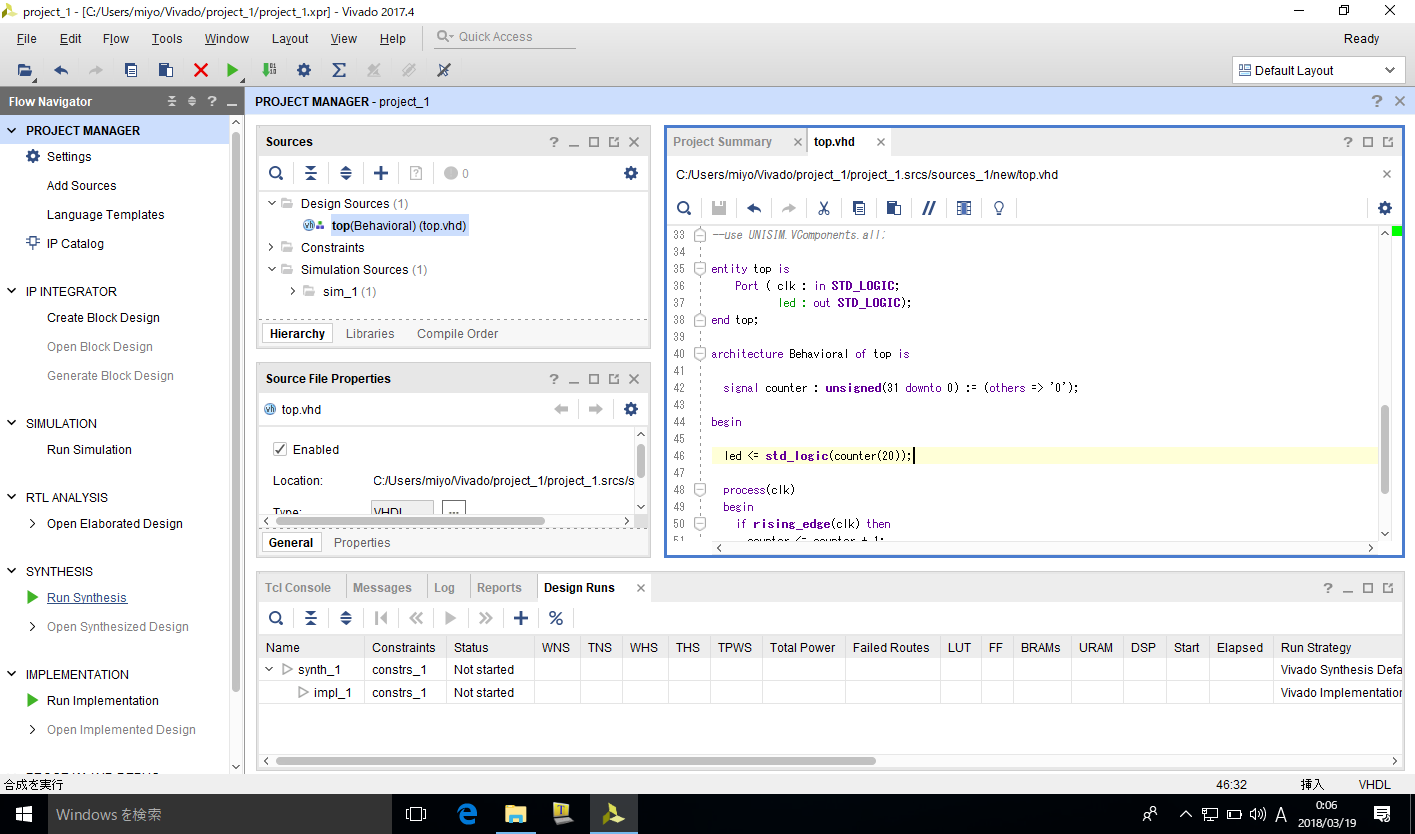 project_1 - [C:/Users/miyo/Vivado/project_1/project_1.xpr] - Vivado 2017.4
File Edit Flow Tools Window Layout View Help Quick Access Ready
Default Layout
Flow Navigator
PROJECT MANAGER
Settings
Add Sources
Language Templates
IP Catalog
IP INTEGRATOR
Create Block Design
Open Block Design
Generate Block Design
SIMULATION
Run Simulation
RTL ANALYSIS
Open Elaborated Design
SYNTHESIS
Run Synthesis
Open Synthesized Design
IMPLEMENTATION
Run Implementation
Open Implemented Design
PROJECT MANAGER - project_1
Sources
0
Design Sources (1)
top(Behavioral) (top.vhd)
Constraints
Simulation Sources (1)
sim_1 (1)
Hierarchy Libraries Compile Order
Source File Properties
top.vhd
Enabled
Location: C:/Users/miyo/Vivado/project_1/project_1.srcs/s
Type: VHDL ...
General Properties
Project Summary top.vhd
C:/Users/miyo/Vivado/project_1/project_1.srcs/sources_1/new/top.vhd
33 --use UNISIM.VComponents.all;
34
35 entity top is
36 Port ( clk : in STD_LOGIC;
37 led : out STD_LOGIC);
38 end top;
39
40 architecture Behavioral of top is
41
42 signal counter : unsigned(31 downto 0) := (others => '0');
43
44 begin
45
46 led <= std_logic(counter(20));
47
48 process(clk)
49 begin
50 if rising_edge(clk) then
51 counter <= counter + 1;
Tcl Console Messages Log Reports Design Runs
Name Constraints Status WNS TNS WHS THS TPWS Total Power Failed Routes LUT FF BRAMs URAM DSP Start Elapsed Run Strategy
synth_1 constrs_1 Not started Vivado Synthesis Defa
impl_1 constrs_1 Not started Vivado Implementation
合成を実行 46:32 挿入 VHDL
Windows を検索
A
0:06
2018/03/19